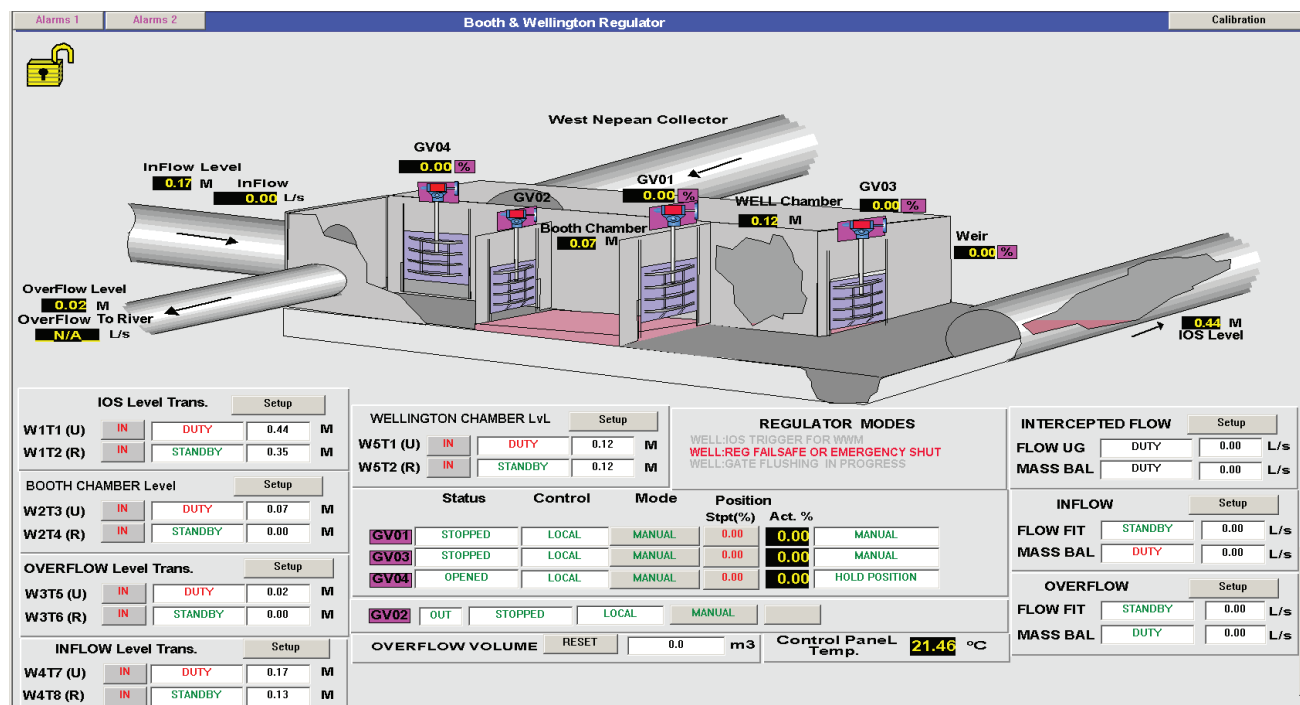 Alarms 1 Alarms 2 Booth & Wellington Regulator Calibration
West Nepean Collector
GV04
0.00 %
InFlow Level
0.17 M
InFlow
0.00 L/s
GV02
GV01
0.00 %
GV03
0.00 %
WELL Chamber
0.12 M
Booth Chamber
0.07 M
Weir
0.00 %
OverFlow Level
0.02 M
OverFlow To River
N/A L/s
0.44 M
IOS Level
IOS Level Trans. Setup
W1T1 (U) IN DUTY 0.44 M
W1T2 (R) IN STANDBY 0.35 M
BOOTH CHAMBER Level Setup
W2T3 (U) IN DUTY 0.07 M
W2T4 (R) IN STANDBY 0.00 M
OVERFLOW Level Trans. Setup
W3T5 (U) IN DUTY 0.02 M
W3T6 (R) IN STANDBY 0.00 M
INFLOW Level Trans. Setup
W4T7 (U) IN DUTY 0.17 M
W4T8 (R) IN STANDBY 0.13 M
WELLINGTON CHAMBER LvL Setup
W5T1 (U) IN DUTY 0.12 M
W5T2 (R) IN STANDBY 0.12 M
REGULATOR MODES
WELL:IOS TRIGGER FOR WWM
WELL:REG FAILSAFE OR EMERGENCY SHUT
WELL:GATE FLUSHING IN PROGRESS
Status Control Mode Position
Stpt(%) Act. %
GV01 STOPPED LOCAL MANUAL 0.00 0.00 MANUAL
GV03 STOPPED LOCAL MANUAL 0.00 0.00 MANUAL
GV04 OPENED LOCAL MANUAL 0.00 0.00 HOLD POSITION
GV02 OUT STOPPED LOCAL MANUAL
OVERFLOW VOLUME RESET 0.0 m3
Control PaneL
Temp. 21.46 ºC
INTERCEPTED FLOW Setup
FLOW UG DUTY 0.00 L/s
MASS BAL DUTY 0.00 L/s
INFLOW Setup
FLOW FIT STANDBY 0.00 L/s
MASS BAL DUTY 0.00 L/s
OVERFLOW Setup
FLOW FIT STANDBY 0.00 L/s
MASS BAL DUTY 0.00 L/s